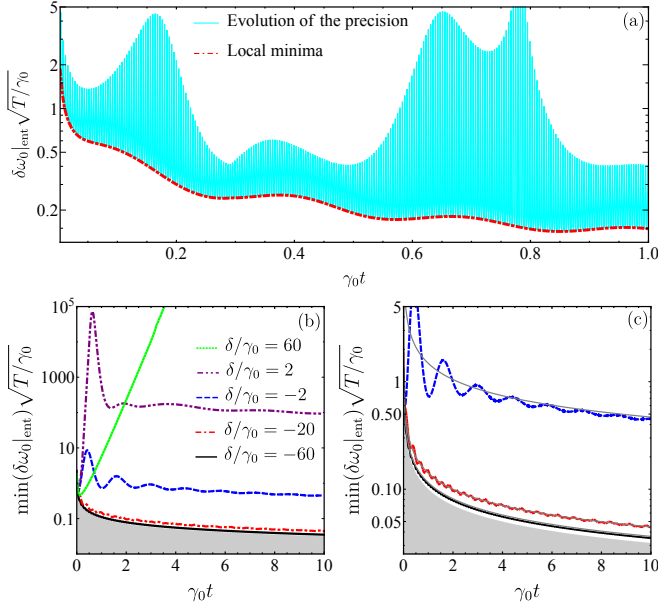 (a)
Evolution of the precision
Local minima
δω₀|ent √T/γ₀
5
2
1
0.5
0.2
0.2 0.4 0.6 0.8 1.0
γ₀t
(b)
min(δω₀|ent)√T/γ₀
10⁵
1000
10
0.1
δ/γ₀ = 60
δ/γ₀ = 2
δ/γ₀ = −2
δ/γ₀ = −20
δ/γ₀ = −60
0 2 4 6 8 10
γ₀t
(c)
min(δω₀|ent)√T/γ₀
5
1
0.50
0.10
0.05
0 2 4 6 8 10
γ₀t